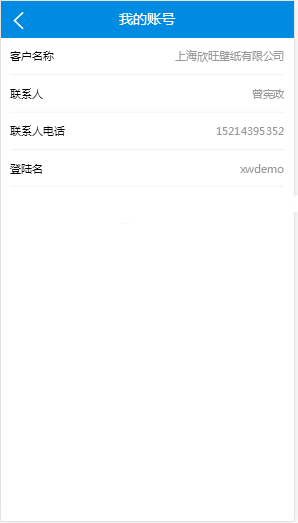 我的账号
客户名称 上海欣旺壁纸有限公司
联系人 曾宪政
联系人电话 15214395352
登陆名 xwdemo